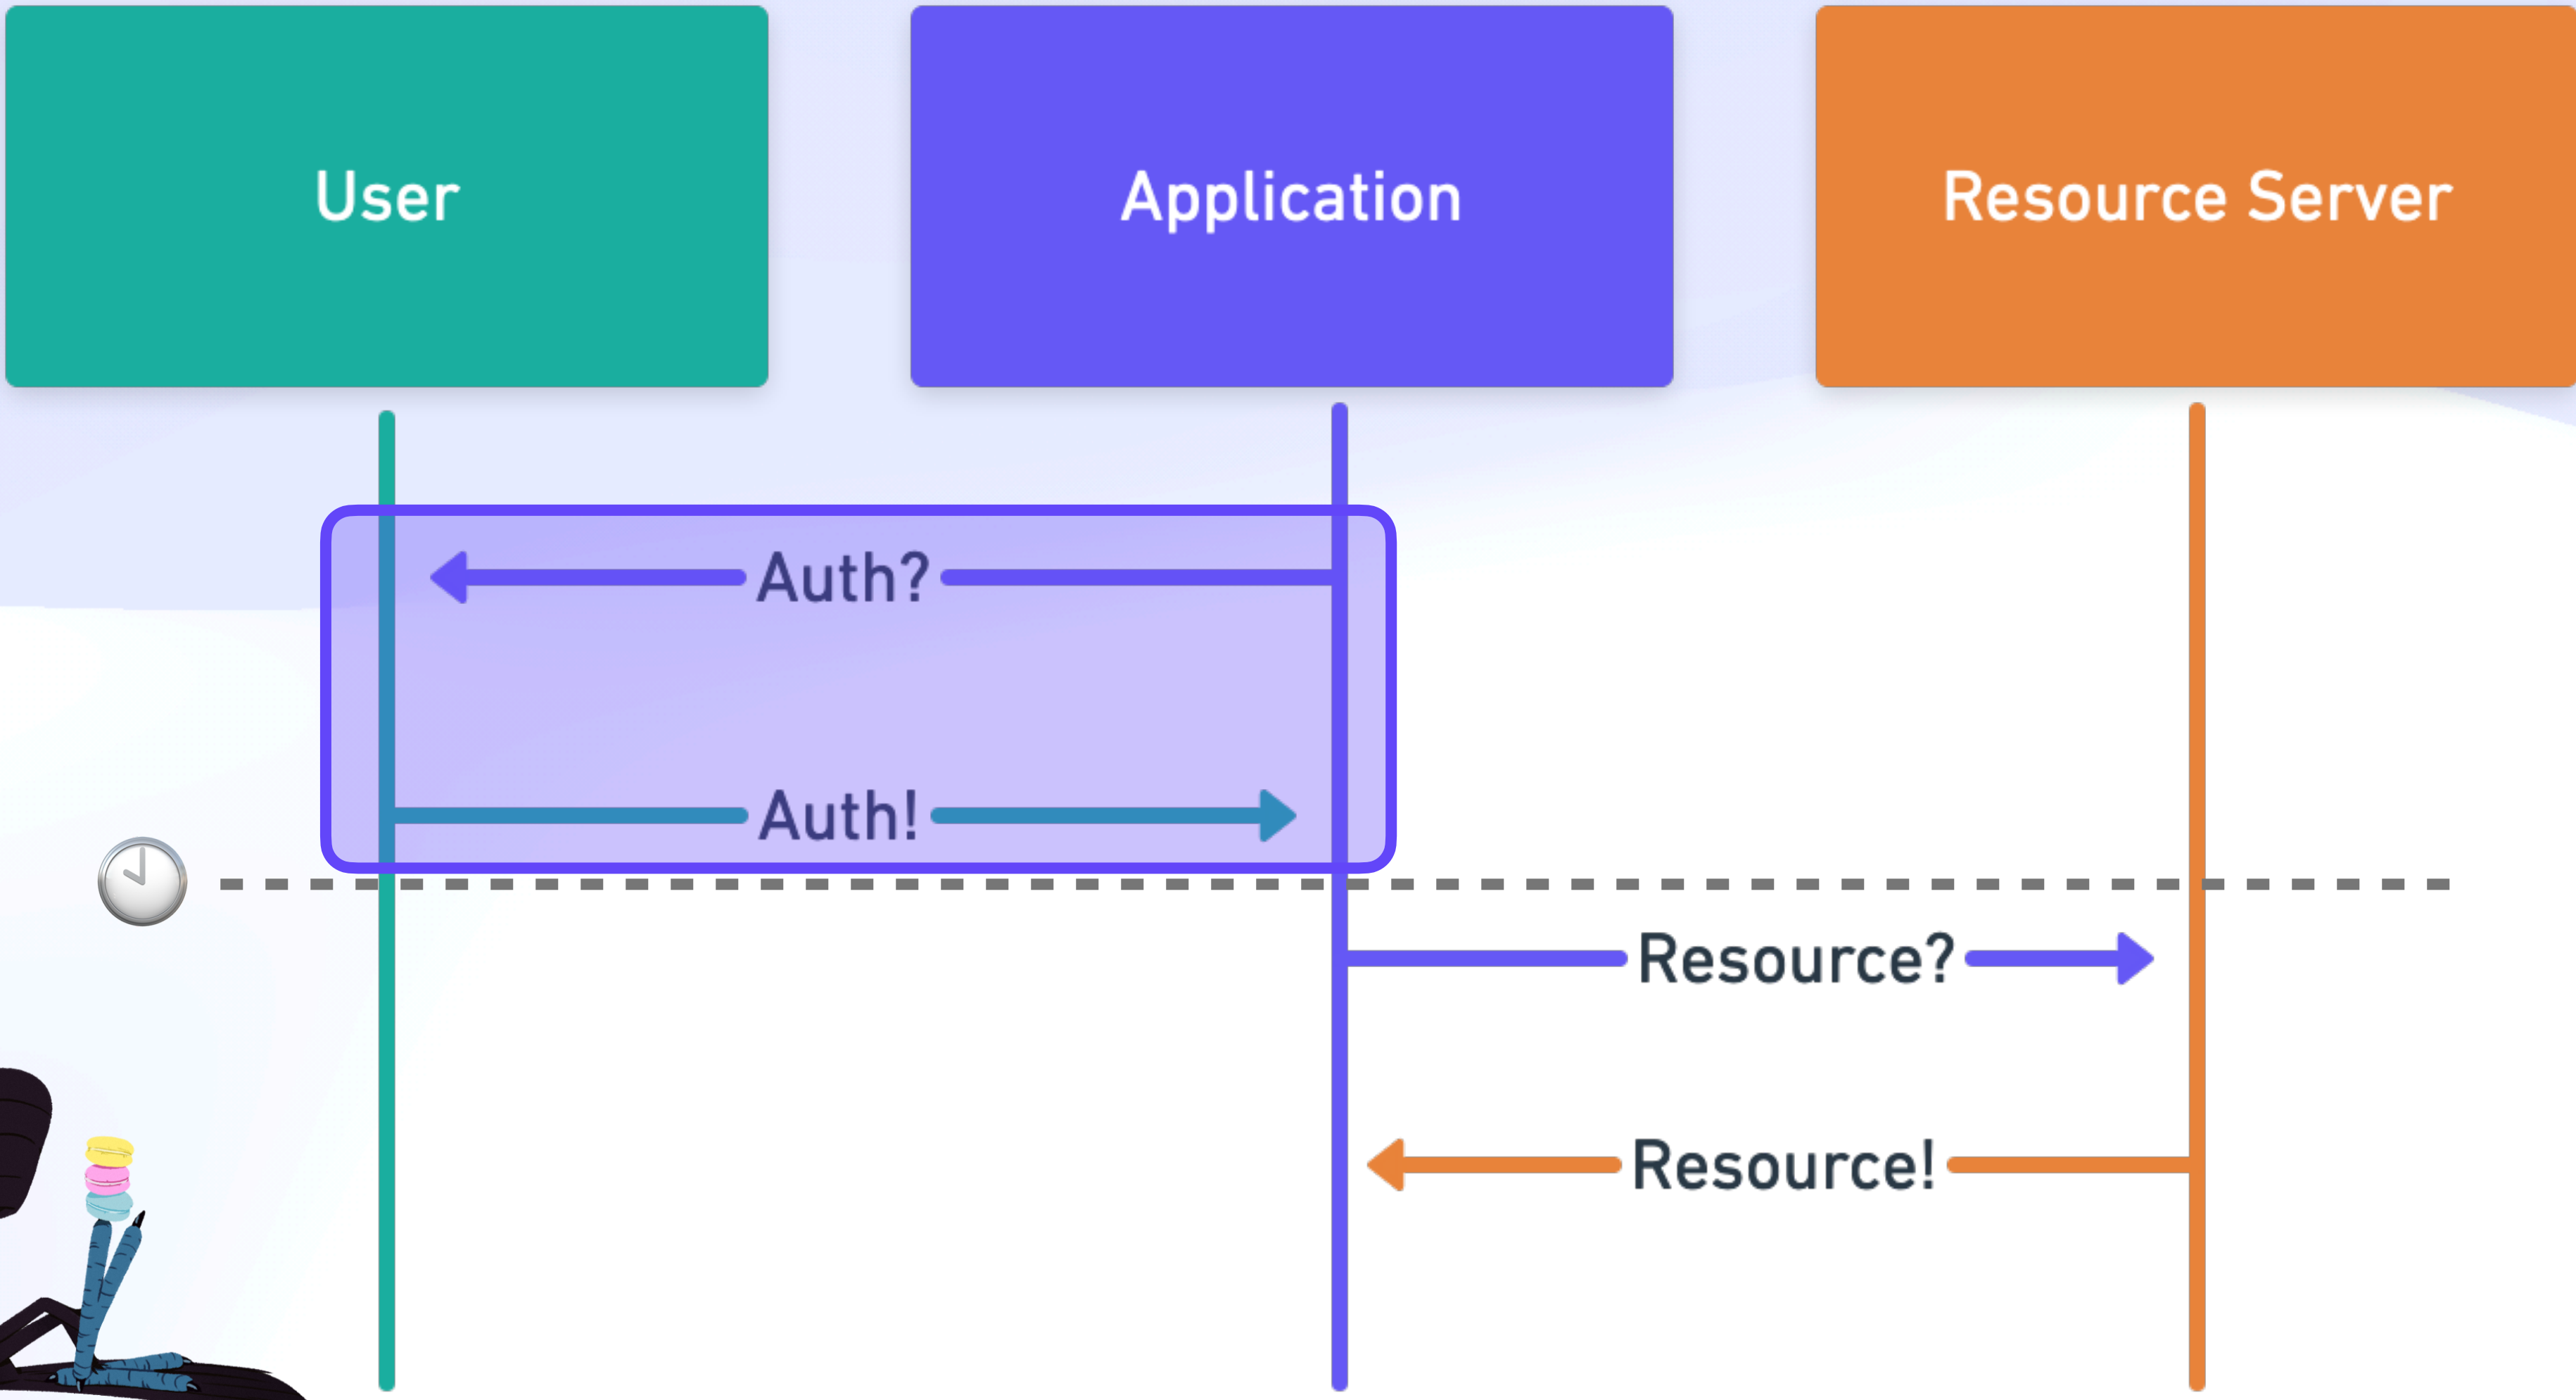 User
Application
Resource Server
Auth?
Auth!
Resource?
Resource!